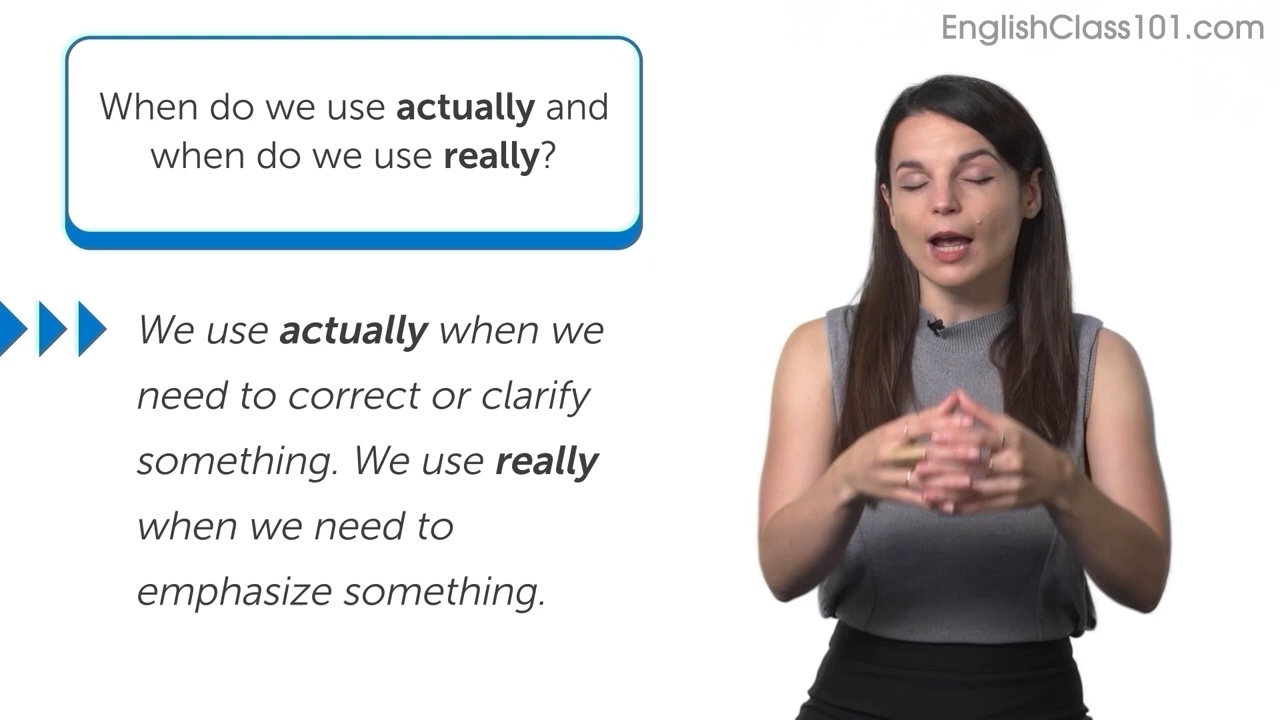 EnglishClass101.com
When do we use actually and
when do we use really?
We use actually when we
need to correct or clarify
something. We use really
when we need to
emphasize something.